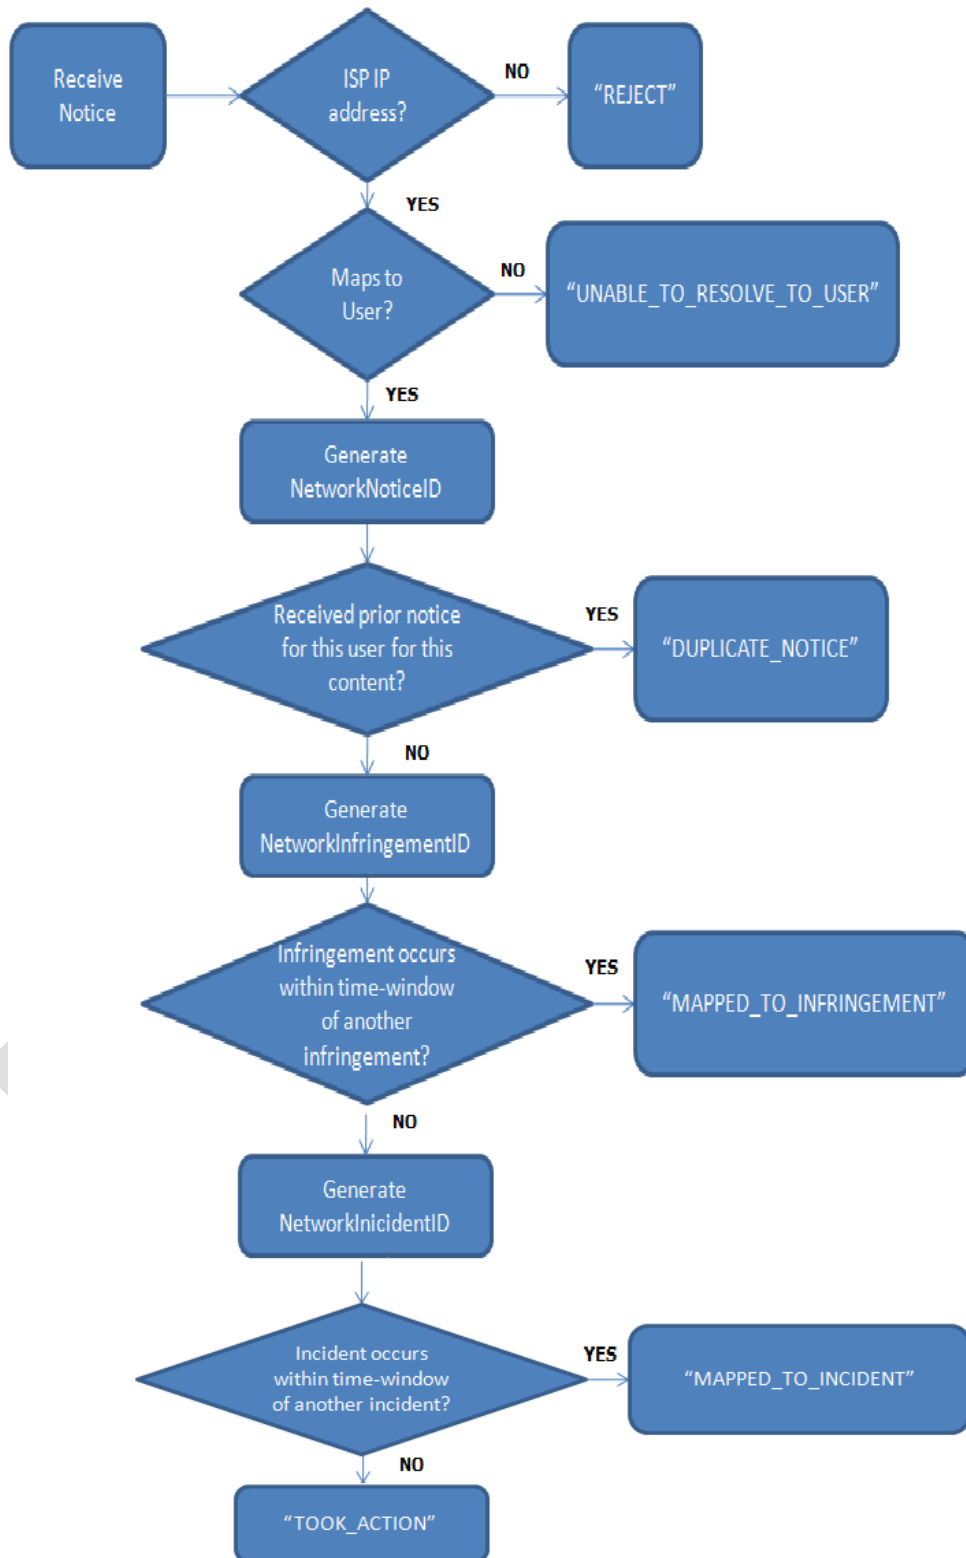 Receive
Notice
ISP IP
address?
NO
“REJECT”
YES
Maps to
User?
NO
“UNABLE_TO_RESOLVE_TO_USER”
YES
Generate
NetworkNoticeID
Received prior notice
for this user for this
content?
YES
“DUPLICATE_NOTICE”
NO
Generate
NetworkInfringementID
Infringement occurs
within time-window
of another
infringement?
YES
“MAPPED_TO_INFRINGEMENT”
NO
Generate
NetworkInicidentID
Incident occurs
within time-window
of another incident?
YES
“MAPPED_TO_INCIDENT”
NO
“TOOK_ACTION”